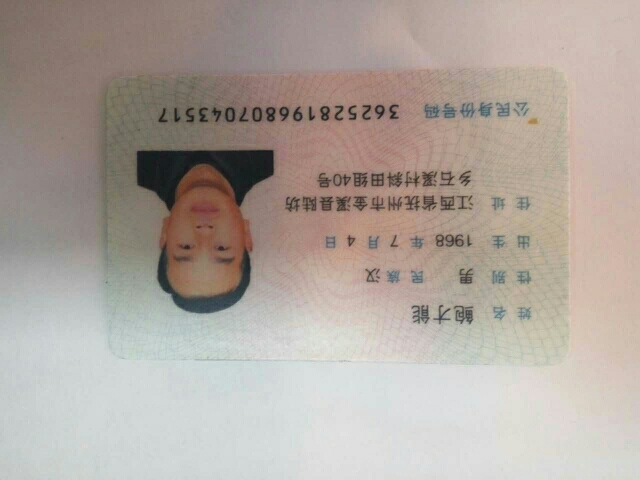 姓名 鲍才能
性别 男 民族 汉
出生 1968 年 7 月 4 日
住址 江西省抚州市金溪县陆坊
乡石溪村斜田组40号
公民身份号码 362528196807043517